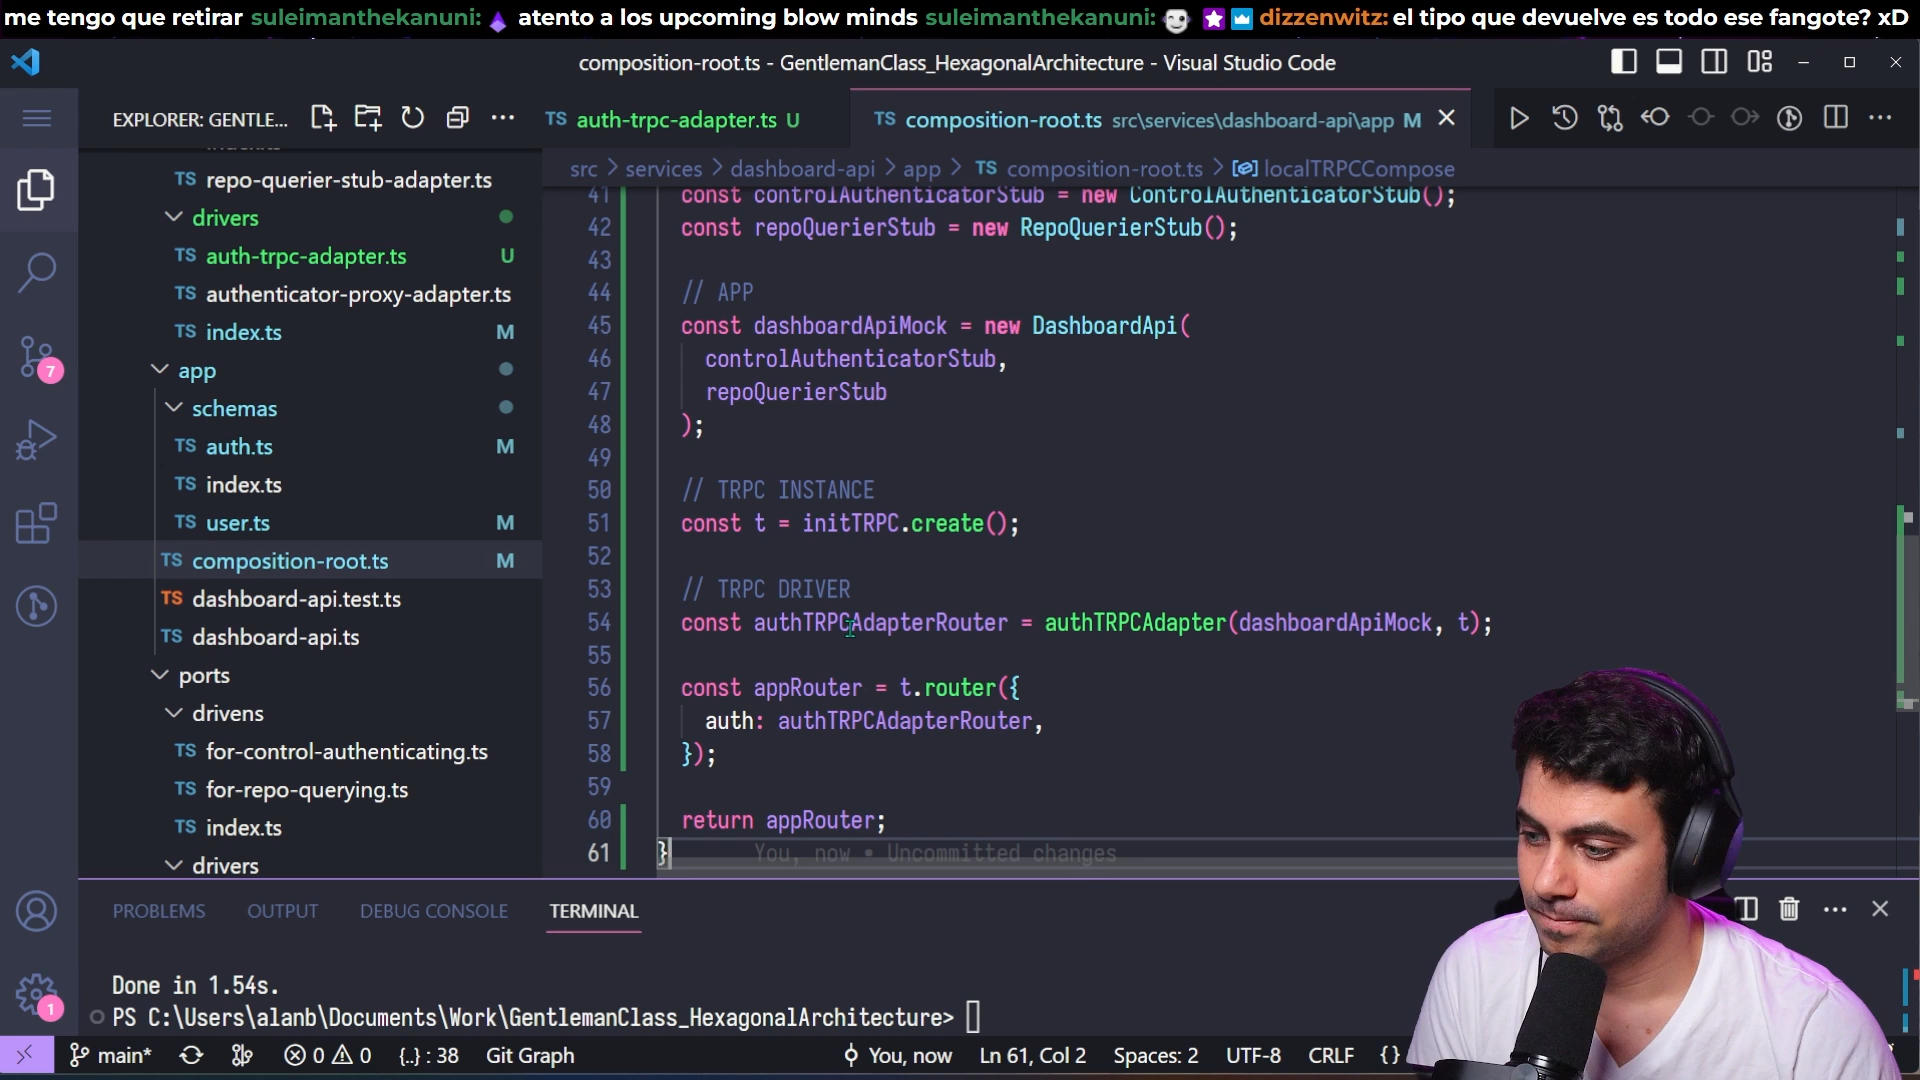 me tengo que retirar suleimanthekanuni: atento a los upcoming blow minds suleimanthekanuni: dizzenwitz: el tipo que devuelve es todo ese fangote? xD
composition-root.ts - GentlemanClass_HexagonalArchitecture - Visual Studio Code
EXPLORER: GENTLE...
TS auth-trpc-adapter.ts U
TS composition-root.ts src\services\dashboard-api\app M
src > services > dashboard-api > app > TS composition-root.ts > localTRPCCompose
index.ts
TS repo-querier-stub-adapter.ts
drivers
TS auth-trpc-adapter.ts U
TS authenticator-proxy-adapter.ts
TS index.ts M
app
schemas
TS auth.ts M
TS index.ts
TS user.ts M
TS composition-root.ts M
TS dashboard-api.test.ts
TS dashboard-api.ts
ports
drivens
TS for-control-authenticating.ts
TS for-repo-querying.ts
TS index.ts
drivers
7
1
41 const controlAuthenticatorStub = new ControlAuthenticatorStub();
42 const repoQuerierStub = new RepoQuerierStub();
43
44 // APP
45 const dashboardApiMock = new DashboardApi(
46 controlAuthenticatorStub,
47 repoQuerierStub
48 );
49
50 // TRPC INSTANCE
51 const t = initTRPC.create();
52
53 // TRPC DRIVER
54 const authTRPCAdapterRouter = authTRPCAdapter(dashboardApiMock, t);
55
56 const appRouter = t.router({
57 auth: authTRPCAdapterRouter,
58 });
59
60 return appRouter;
61 } You, now • Uncommitted changes
PROBLEMS OUTPUT DEBUG CONSOLE TERMINAL
Done in 1.54s.
PS C:\Users\alanb\Documents\Work\GentlemanClass_HexagonalArchitecture>
main* 0 0 {..} : 38 Git Graph You, now Ln 61, Col 2 Spaces: 2 UTF-8 CRLF {}